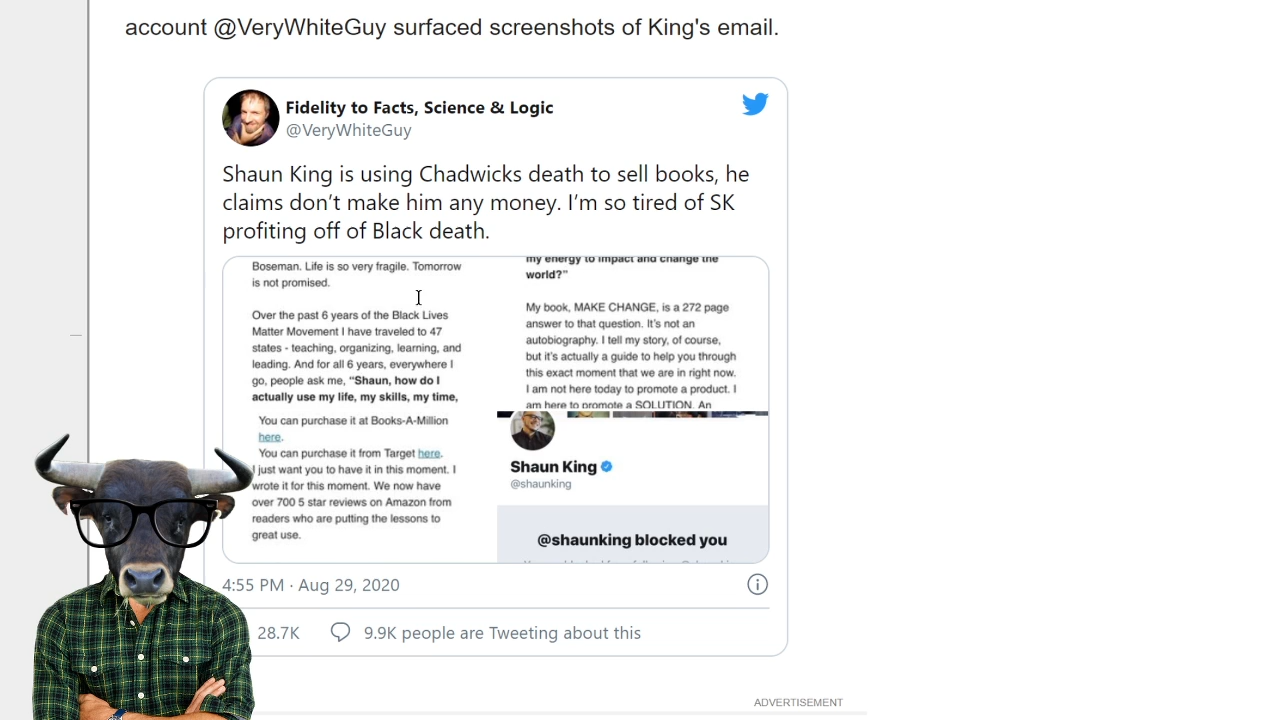 account @VeryWhiteGuy surfaced screenshots of King's email.
Fidelity to Facts, Science & Logic
@VeryWhiteGuy
Shaun King is using Chadwicks death to sell books, he
claims don't make him any money. I'm so tired of SK
profiting off of Black death.
Boseman. Life is so very fragile. Tomorrow
is not promised.
Over the past 6 years of the Black Lives
Matter Movement I have traveled to 47
states - teaching, organizing, learning, and
leading. And for all 6 years, everywhere I
go, people ask me, "Shaun, how do I
actually use my life, my skills, my time,
my energy to impact and change the
world?"
My book, MAKE CHANGE, is a 272 page
answer to that question. It's not an
autobiography. I tell my story, of course,
but it's actually a guide to help you through
this exact moment that we are in right now.
I am not here today to promote a product. I
am here to promote a SOLUTION. An
You can purchase it at Books-A-Million
here.
You can purchase it from Target here.
I just want you to have it in this moment. I
wrote it for this moment. We now have
over 700 5 star reviews on Amazon from
readers who are putting the lessons to
great use.
Shaun King
@shaunking
@shaunking blocked you
4:55 PM · Aug 29, 2020
28.7K
9.9K people are Tweeting about this
ADVERTISEMENT